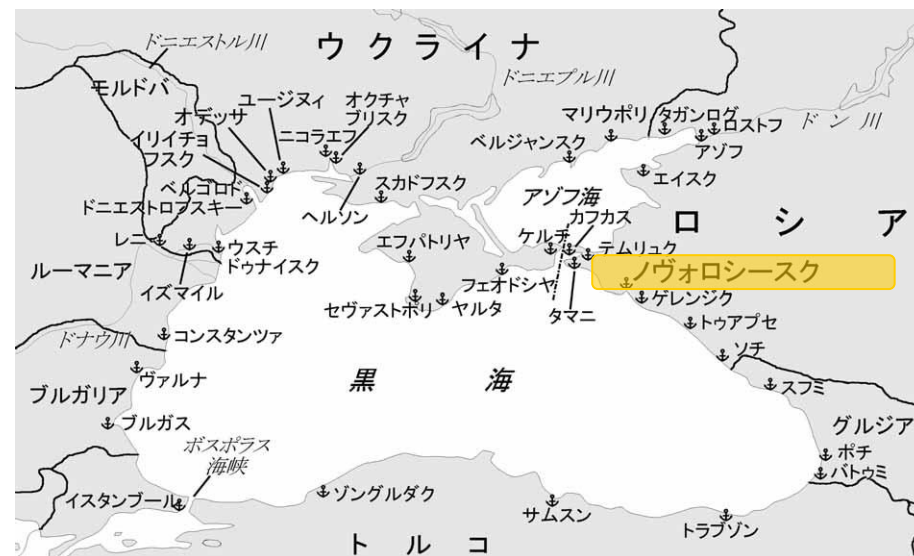 ドニエストル川
ウクライナ
ドニエプル川
モルドバ
ユージヌィ
オデッサ
オクチャ
ブリスク
ニコラエフ
イリイチョ
フスク
マリウポリ
タガンログ
ロストフ
ドン川
ベルジャンスク
アゾフ
エイスク
ベルゴロド
ドニエストロフスキー
スカドフスク
ヘルソン
アゾフ海
ロシア
レニ
ウスチ
ドゥナイスク
エフパトリヤ
ケルチ
カフカス
テムリュク
ルーマニア
イズマイル
フェオドシヤ
ノヴォロシースク
セヴァストポリ
ヤルタ
タマニ
ゲレンジク
ドナウ川
コンスタンツァ
トゥアプセ
ソチ
ブルガリア
ヴァルナ
黒海
スフミ
ブルガス
グルジア
ボスポラス
海峡
ポチ
バトゥミ
イスタンブール
ゾングルダク
サムスン
トラブゾン
トルコ